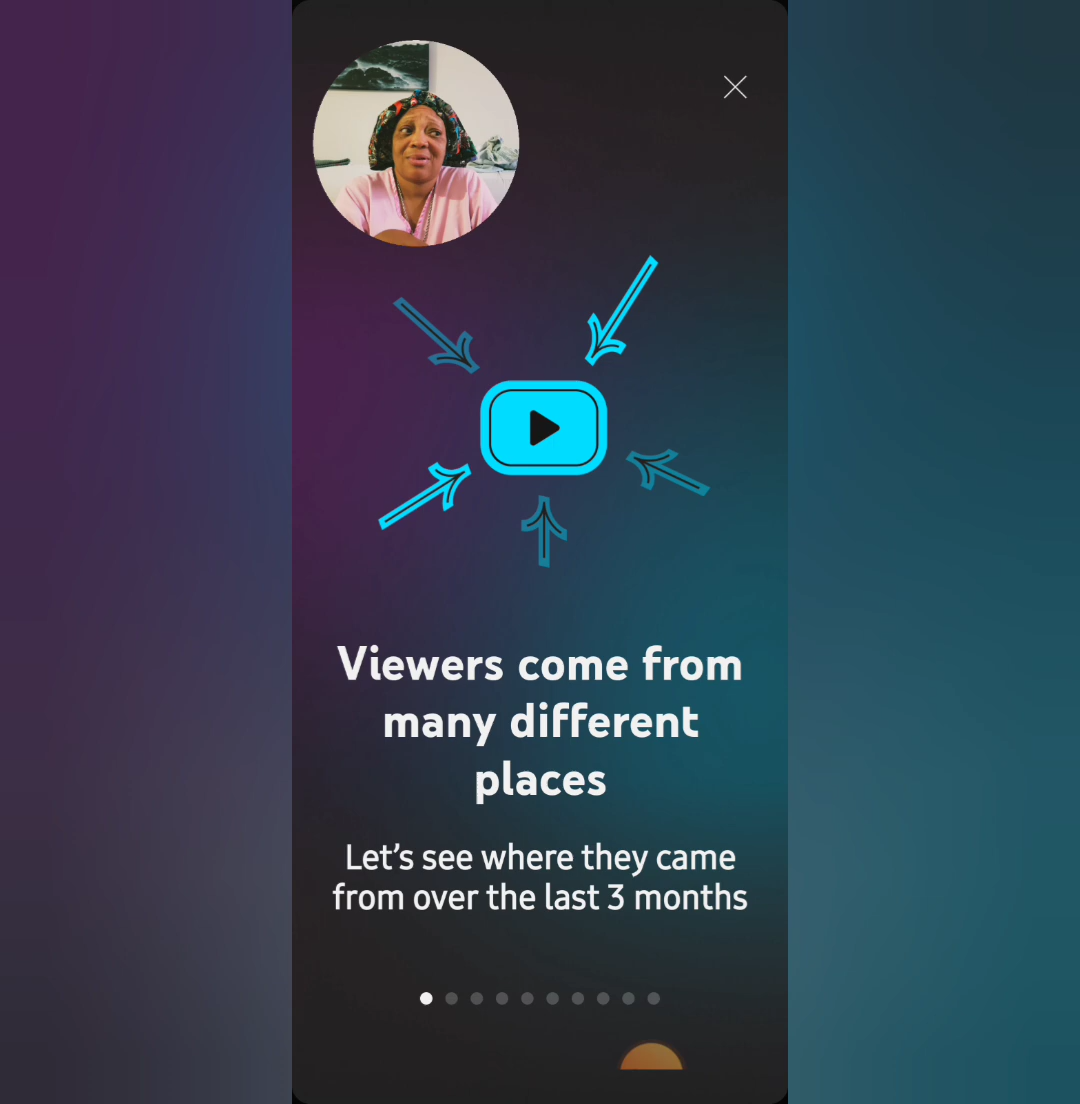 Viewers come from
many different
places
Let’s see where they came
from over the last 3 months